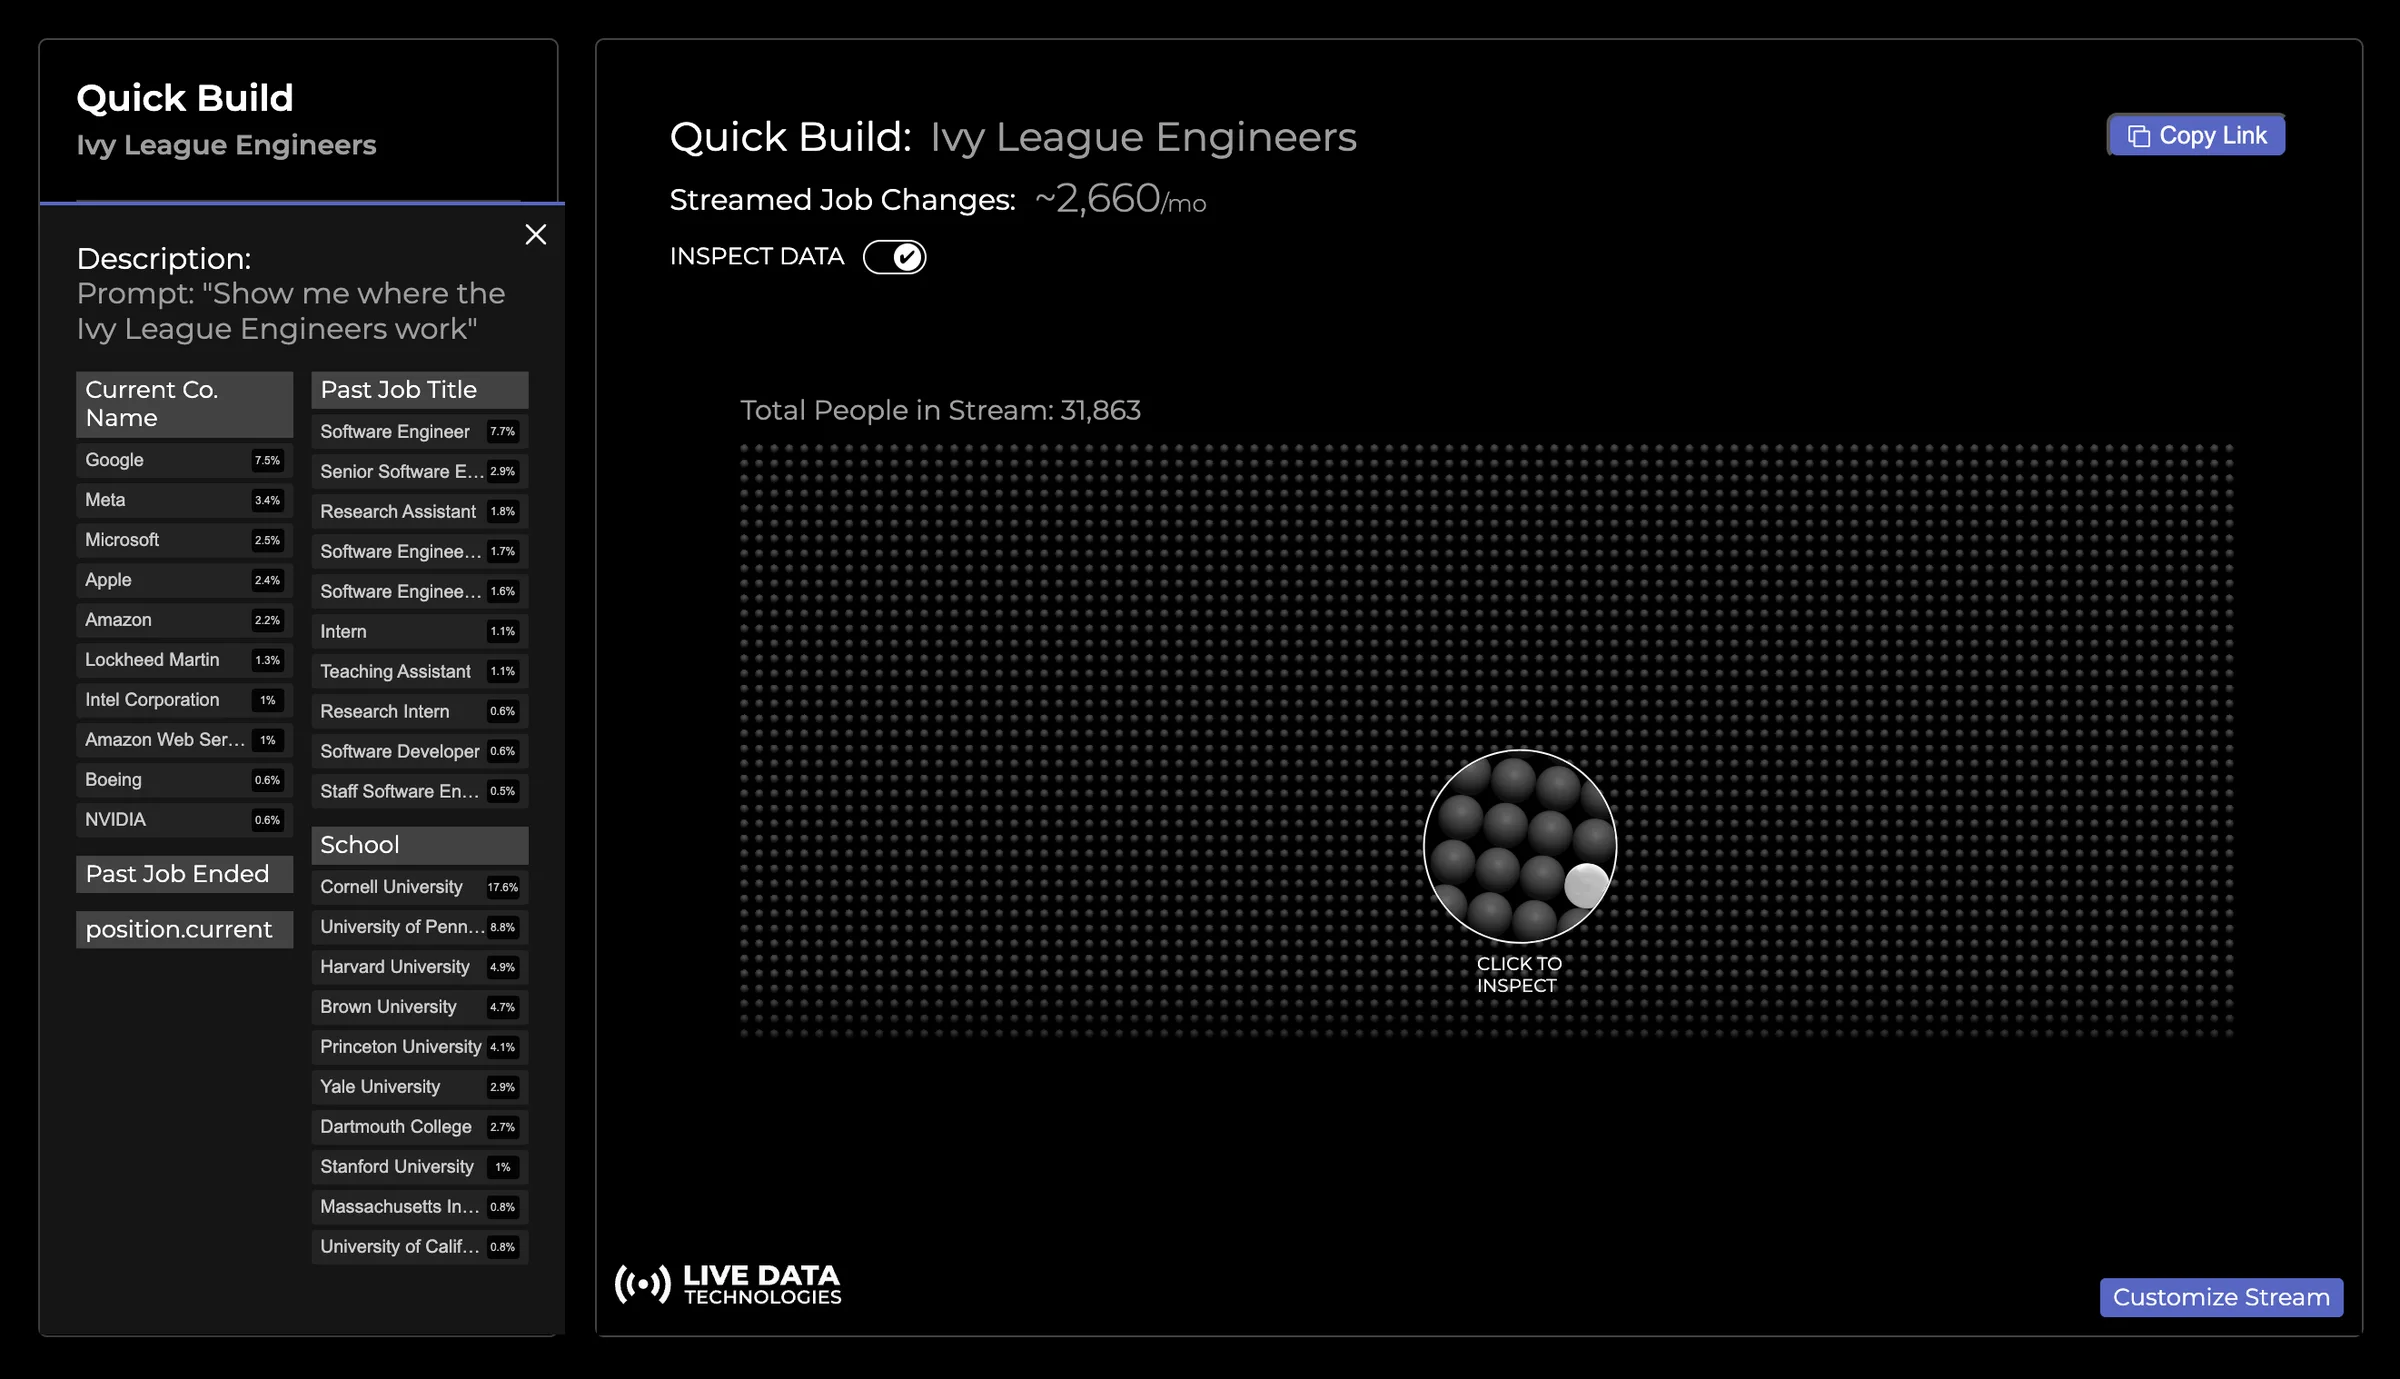 Quick Build
Ivy League Engineers
Description:
Prompt: "Show me where the
Ivy League Engineers work"
Current Co.
Name
Google 7.5%
Meta 3.4%
Microsoft 2.5%
Apple 2.4%
Amazon 2.2%
Lockheed Martin 1.3%
Intel Corporation 1%
Amazon Web Ser... 1%
Boeing 0.6%
NVIDIA 0.6%
Past Job Ended
position.current
Past Job Title
Software Engineer 7.7%
Senior Software E... 2.9%
Research Assistant 1.8%
Software Enginee... 1.7%
Software Enginee... 1.6%
Intern 1.1%
Teaching Assistant 1.1%
Research Intern 0.6%
Software Developer 0.6%
Staff Software En... 0.5%
School
Cornell University 17.6%
University of Penn... 8.8%
Harvard University 4.9%
Brown University 4.7%
Princeton University 4.1%
Yale University 2.9%
Dartmouth College 2.7%
Stanford University 1%
Massachusetts In... 0.8%
University of Calif... 0.8%
Quick Build: Ivy League Engineers
Copy Link
Streamed Job Changes: ~2,660/mo
INSPECT DATA
Total People in Stream: 31,863
CLICK TO
INSPECT
LIVE DATA
TECHNOLOGIES
Customize Stream